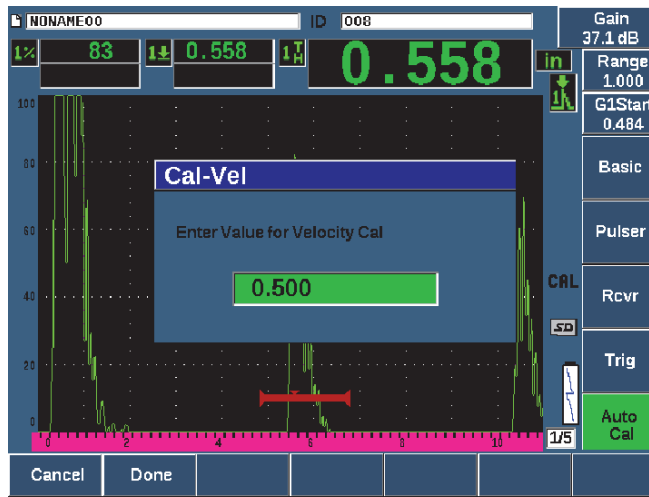 NONAME00 ID 008
1% 83 1 0.558 1 TH 0.558 in
Gain
37.1 dB
Range
1.000
G1Start
0.484
Basic
Pulser
Rcvr
Trig
Auto
Cal
100
80
60
40
20
0
Cal-Vel
Enter Value for Velocity Cal
0.500
CAL
SD
0 2 4 6 8 10
1/5
Cancel Done